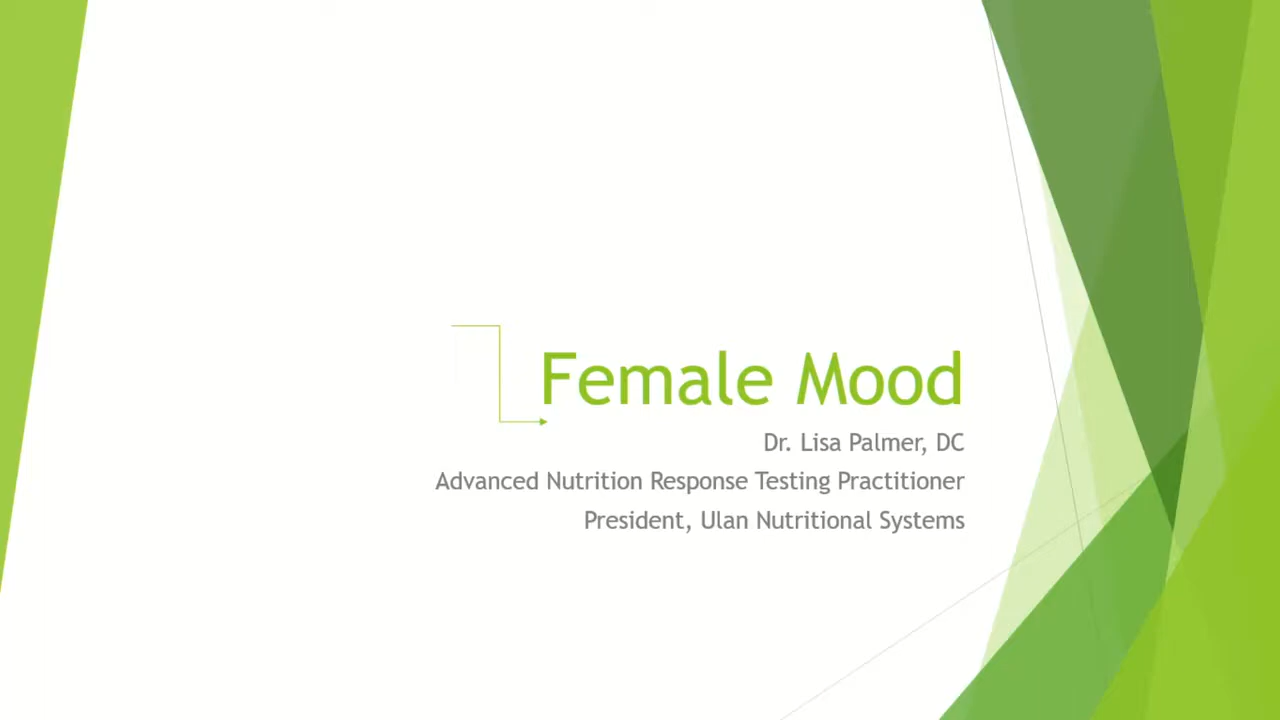 Female Mood
Dr. Lisa Palmer, DC
Advanced Nutrition Response Testing Practitioner
President, Ulan Nutritional Systems